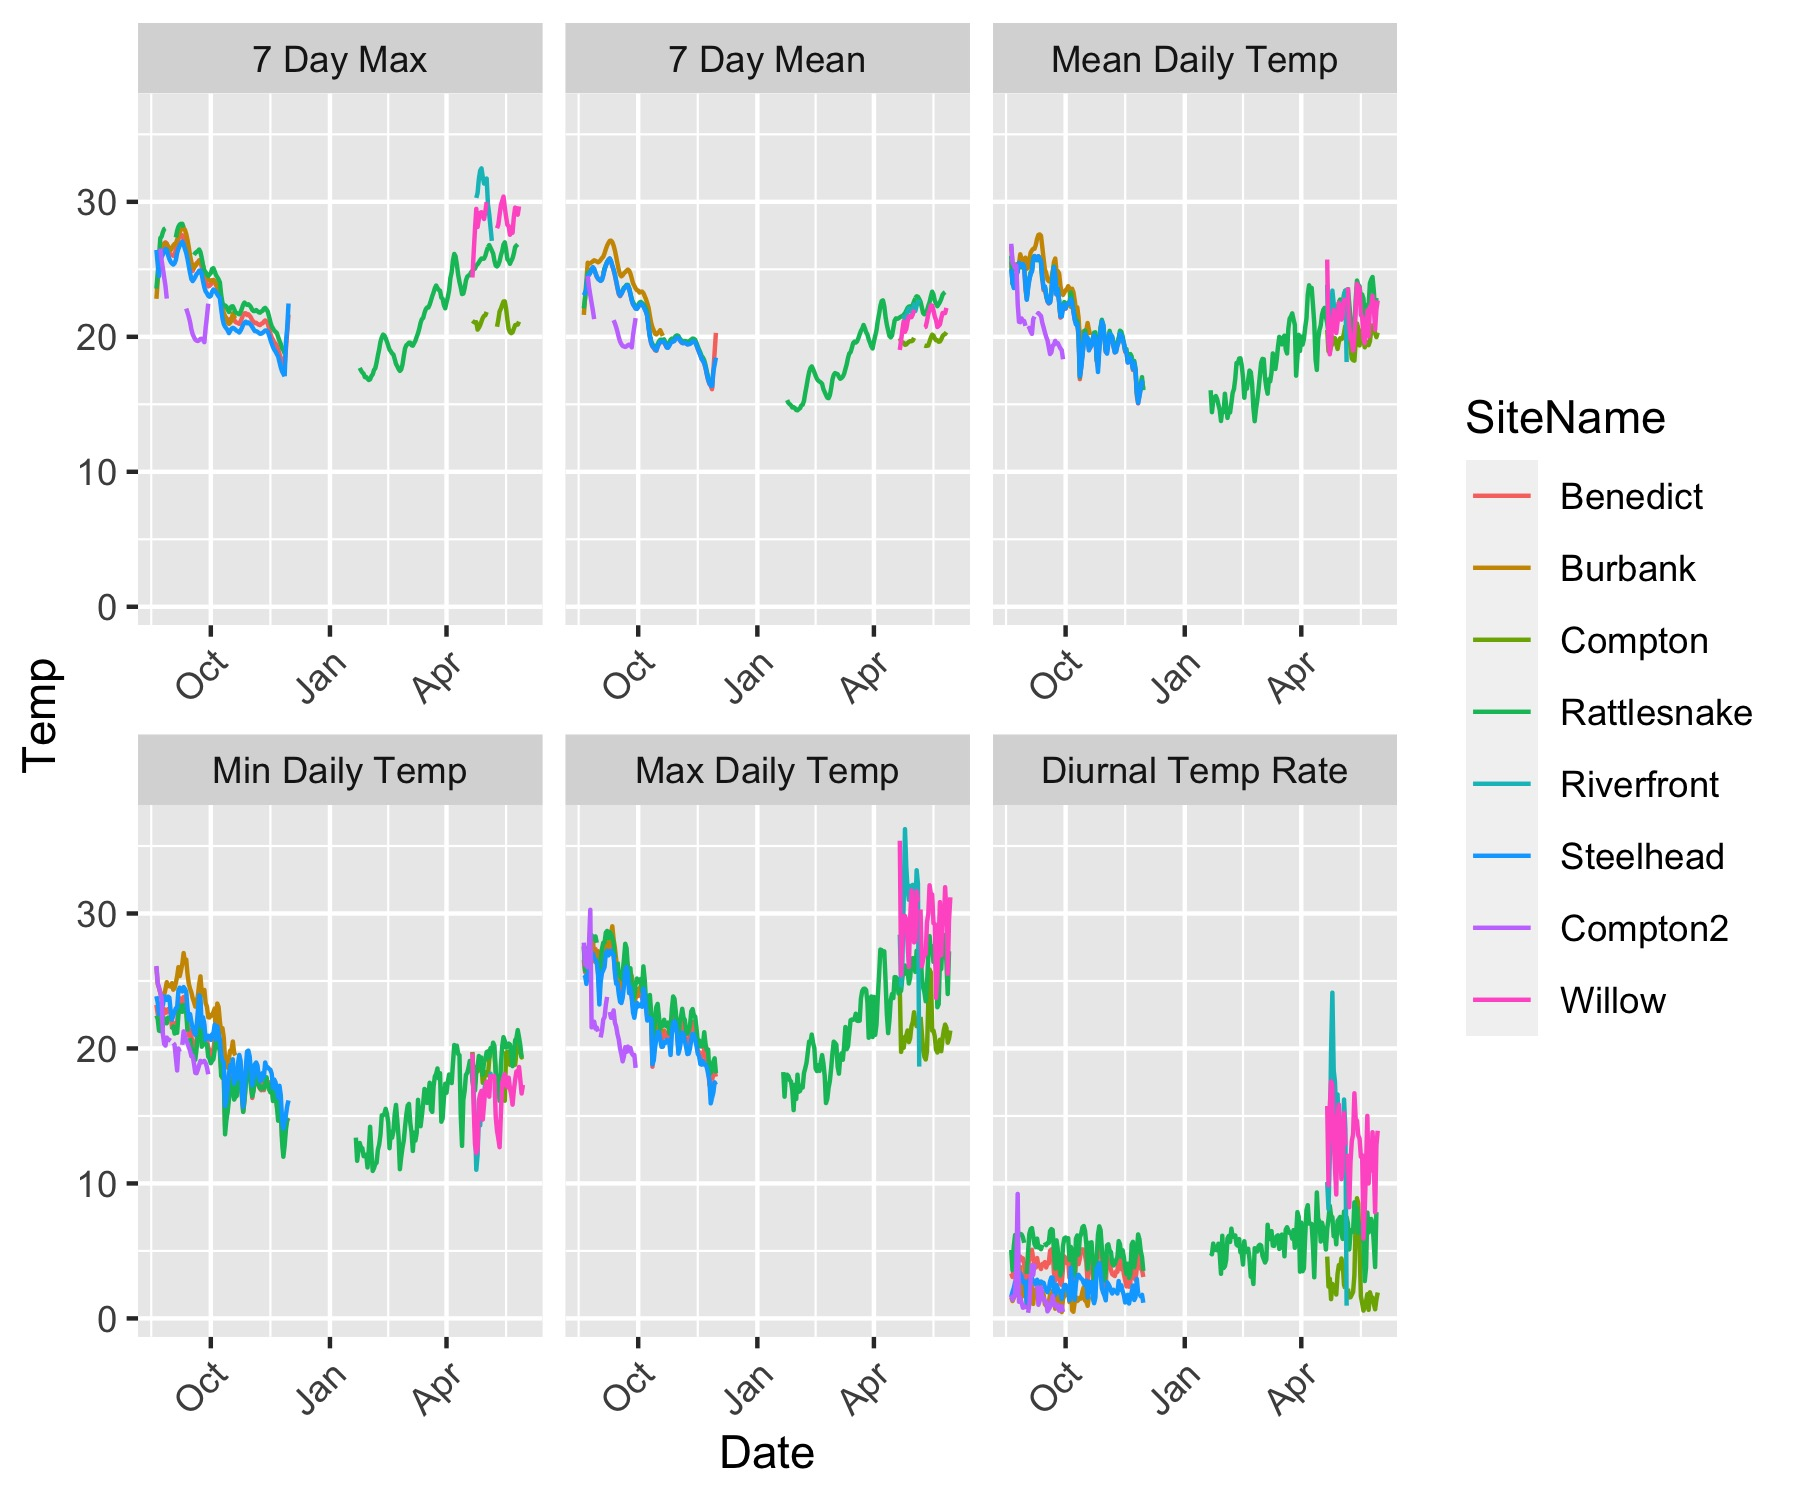 7 Day Max
7 Day Mean
Mean Daily Temp
30
20
10
0
Oct
Jan
Apr
Oct
Jan
Apr
Oct
Jan
Apr
Temp
Min Daily Temp
Max Daily Temp
Diurnal Temp Rate
30
20
10
0
Oct
Jan
Apr
Oct
Jan
Apr
Oct
Jan
Apr
Date
SiteName
Benedict
Burbank
Compton
Rattlesnake
Riverfront
Steelhead
Compton2
Willow